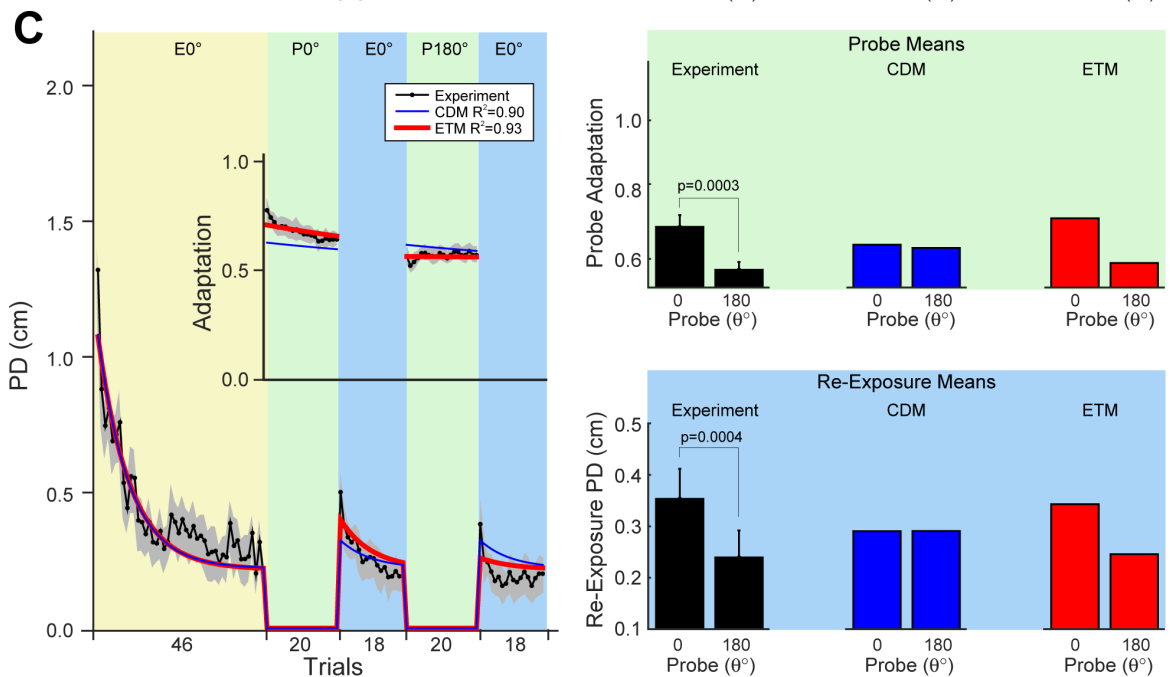 C
E0°
P0°
E0°
P180°
E0°
Experiment
CDM R²=0.90
ETM R²=0.93
2.0
1.5
1.0
0.5
0.0
PD (cm)
1.0
0.5
0.0
Adaptation
46
20
18
20
18
Trials
Probe Means
Experiment
CDM
ETM
1.0
0.8
0.6
Probe Adaptation
p=0.0003
0 180
Probe (θ°)
0 180
Probe (θ°)
0 180
Probe (θ°)
Re-Exposure Means
Experiment
CDM
ETM
0.5
0.4
0.3
0.2
0.1
Re-Exposure PD (cm)
p=0.0004
0 180
Probe (θ°)
0 180
Probe (θ°)
0 180
Probe (θ°)